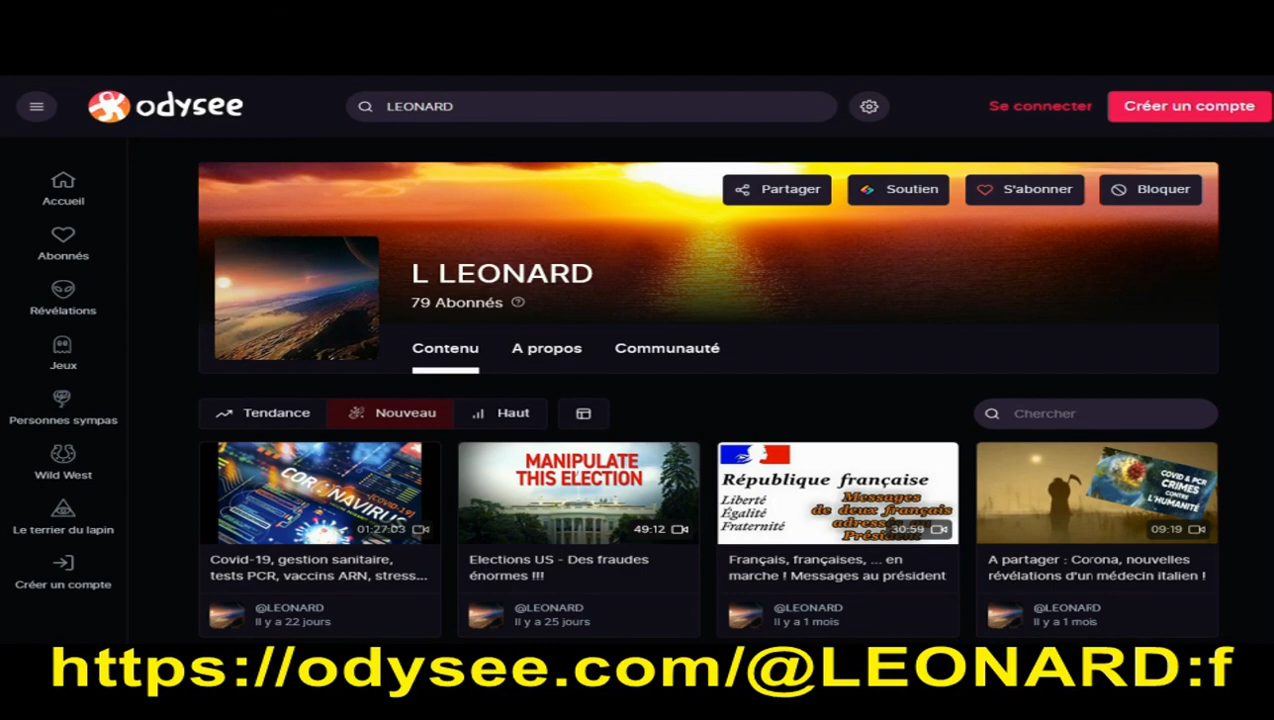 odysee
LEONARD
Se connecter
Créer un compte
Accueil
Abonnés
Révélations
Jeux
Personnes sympas
Wild West
Le terrier du lapin
Créer un compte
Partager
Soutien
S'abonner
Bloquer
L LEONARD
79 Abonnés
Contenu
A propos
Communauté
Tendance
Nouveau
Haut
Chercher
CORONAVIRUS
[COVID-19]
01:27:03
Covid-19, gestion sanitaire,
tests PCR, vaccins ARN, stress...
@LEONARD
Il y a 22 jours
MANIPULATE
THIS ELECTION
49:12
Elections US - Des fraudes
énormes !!!
@LEONARD
Il y a 25 jours
République française
Liberté
Égalité
Fraternité
Messages
de deux français
30:59
Français, françaises, ... en
marche ! Messages au président
@LEONARD
Il y a 1 mois
COVID & PCR
CRIMES
CONTRE
L'HUMANITÉ
09:19
A partager : Corona, nouvelles
révélations d'un médecin italien !
@LEONARD
Il y a 1 mois
https://odysee.com/@LEONARD:f